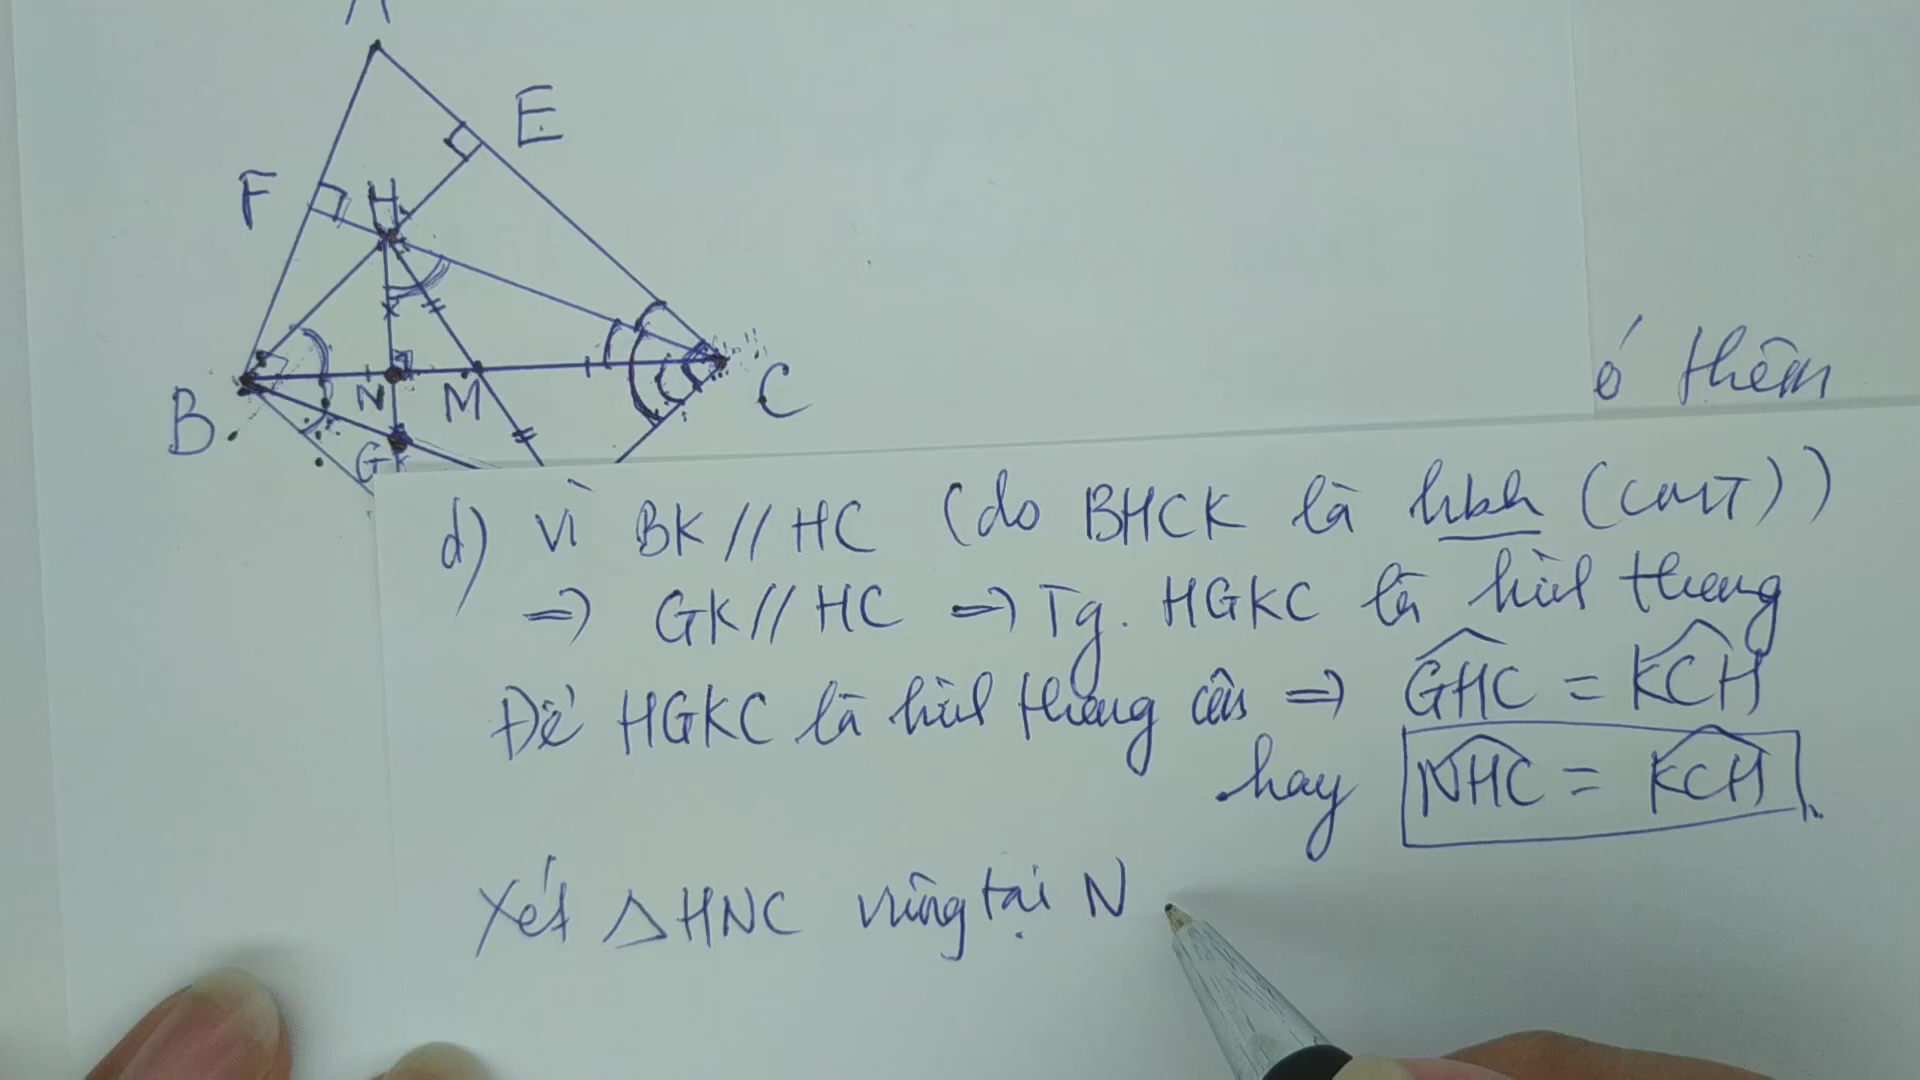 A
E
F
H
B
N
M
C
G
ó thêm
d) Vì BK // HC (do BHCK là hbh (CMT))
=> GK // HC => Tg. HGKC là hình thang
Để HGKC là hình thang cân => GHC = KCH
hay NHC = KCH
Xét △HNC vuông tại N